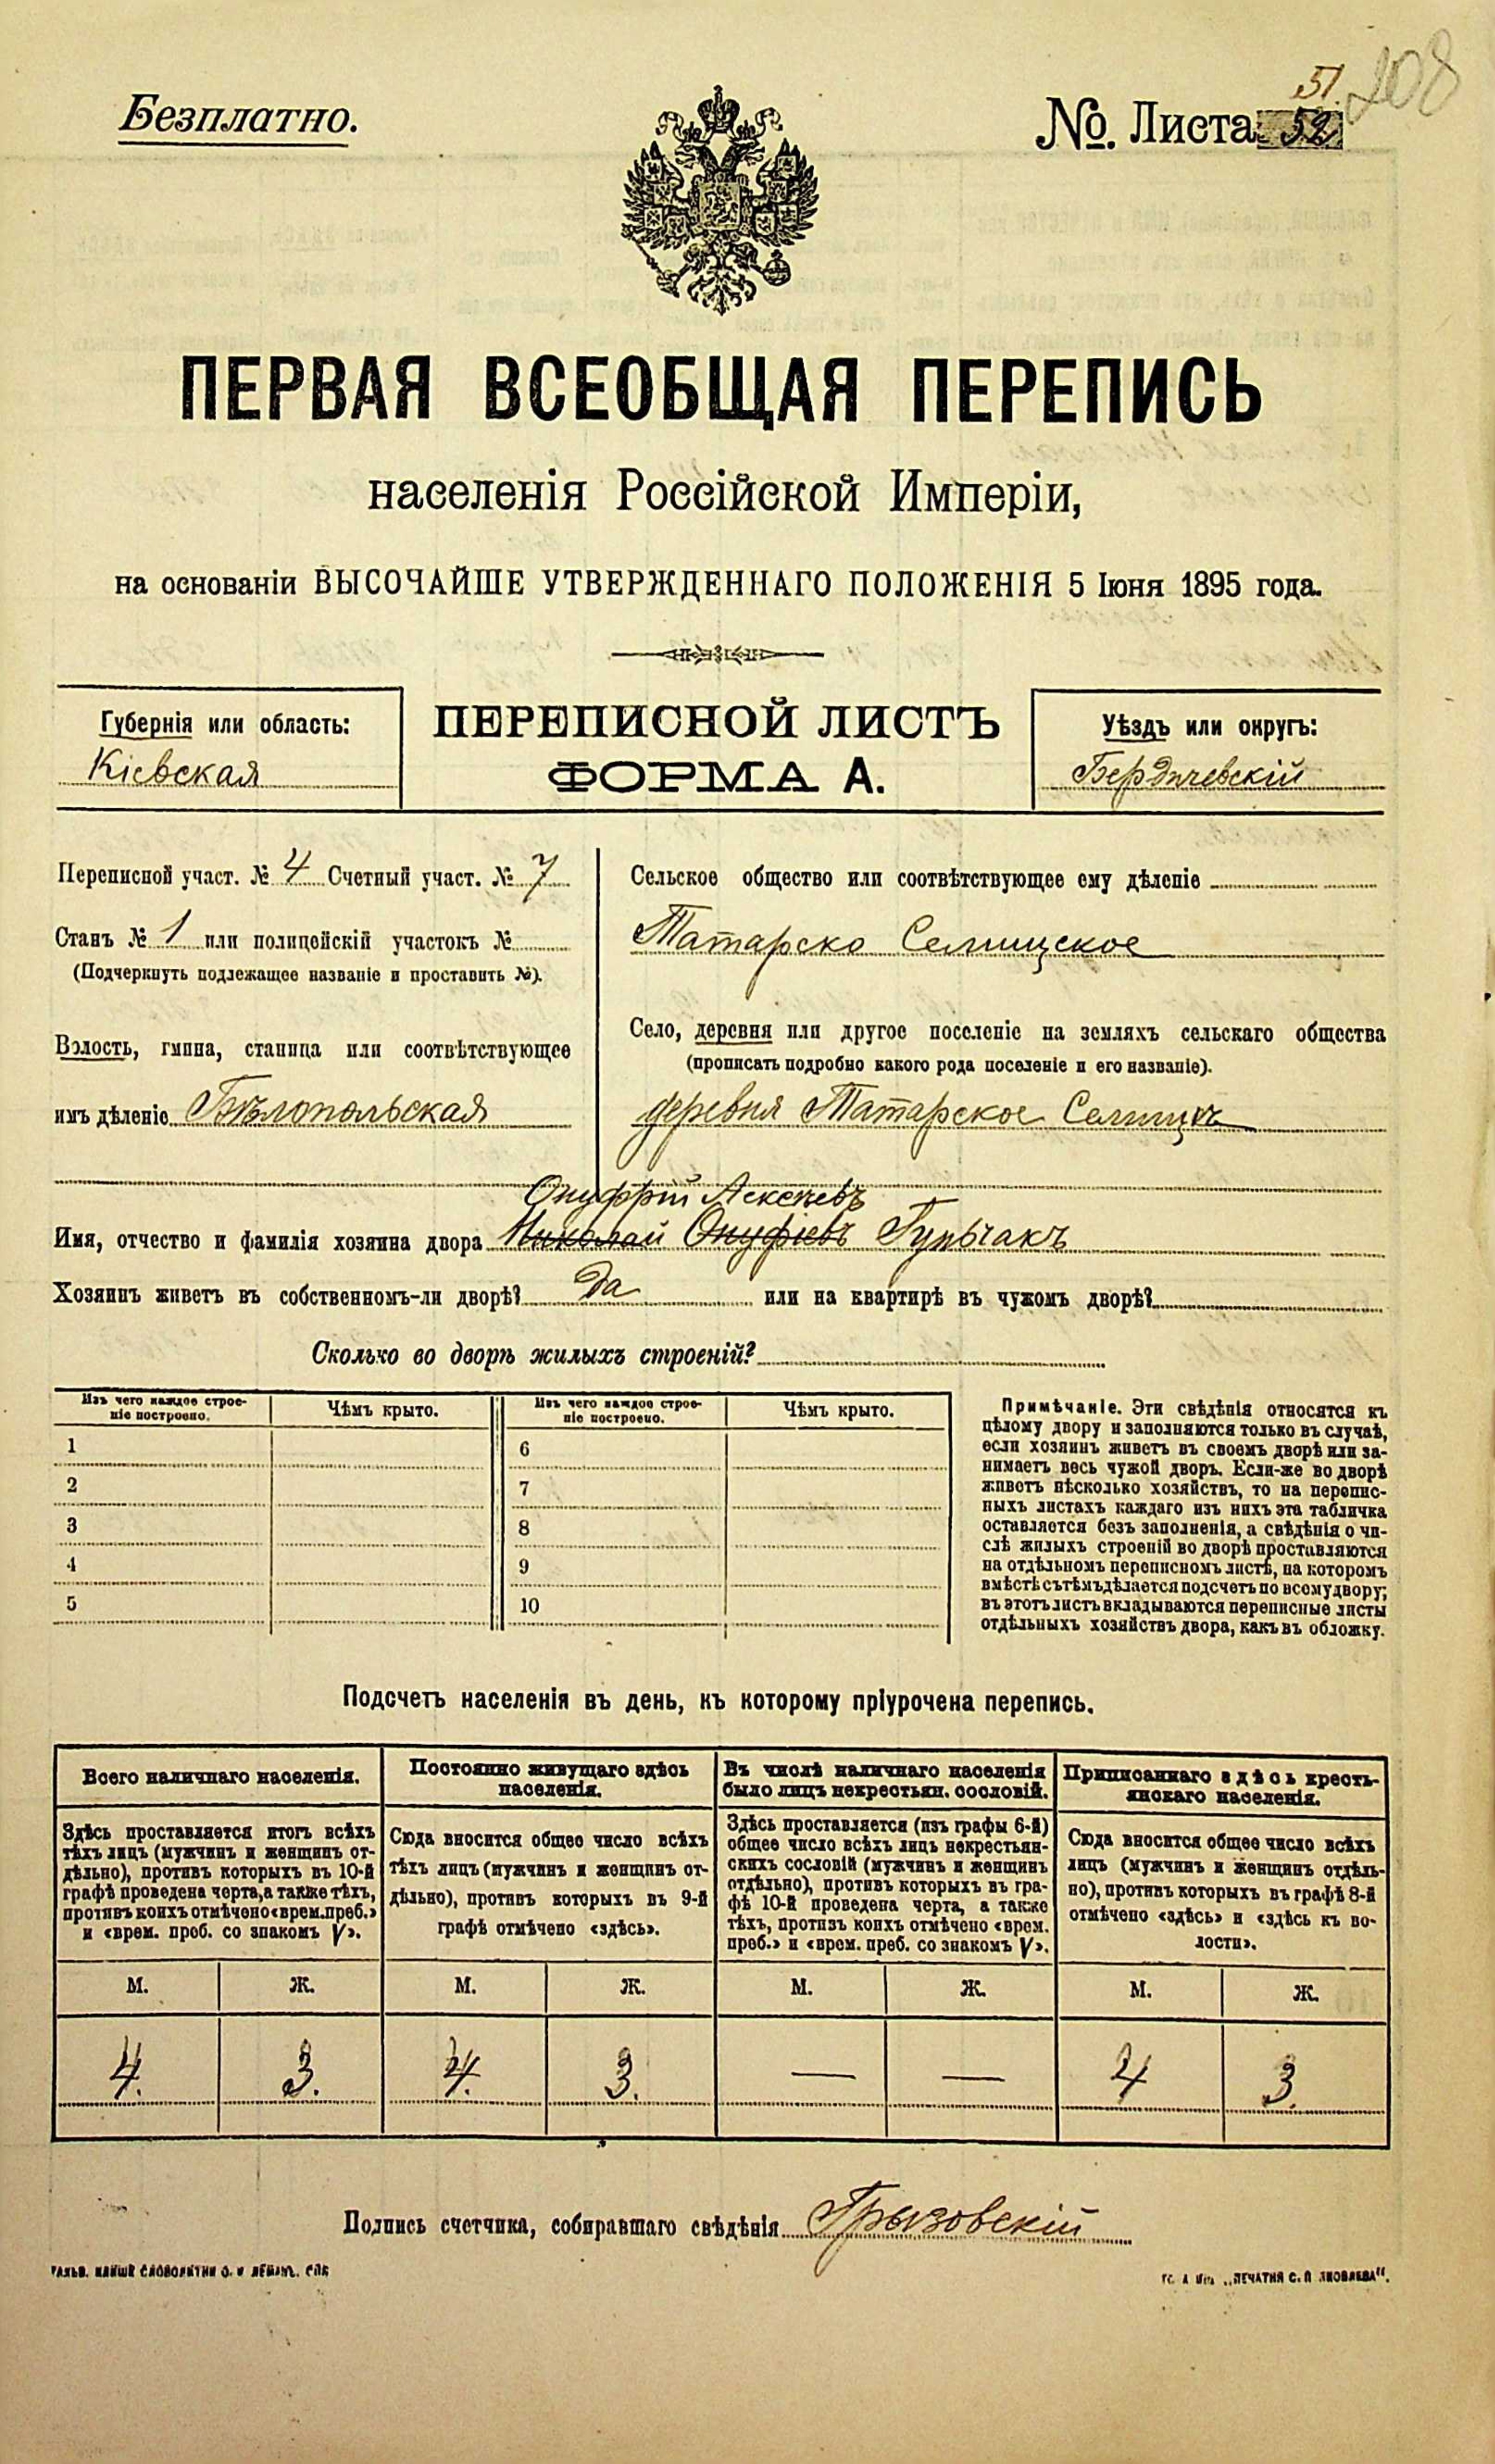 Безплатно.
№. Листа 52
51.
208
ПЕРВАЯ ВСЕОБЩАЯ ПЕРЕПИСЬ
населенія Россійской Имперіи,
на основаніи ВЫСОЧАЙШЕ УТВЕРЖДЕННАГО ПОЛОЖЕНІЯ 5 Іюня 1895 года.
Губернія или область:
Кіевская
ПЕРЕПИСНОЙ ЛИСТЪ
ФОРМА А.
Уѣздъ или округъ:
Бердичевскій
Переписной участ. № 4 Счетный участ. № 7
Станъ № 1 или полицейскій участокъ №
(Подчеркнуть подлежащее названіе и проставить №).
Волость, гмина, станица или соотвѣтствующее
имъ дѣленіе Бѣлопольская
Сельское общество или соотвѣтствующее ему дѣленіе
Татарско Селищское
Село, деревня или другое поселеніе на земляхъ сельскаго общества
(прописать подробно какого рода поселеніе и его названіе).
деревня Татарское Селище
Онуфрій Алексѣевъ
Имя, отчество и фамилія хозяина двора Николай Онуфріевъ
Хозяинъ живетъ въ собственномъ-ли дворѣ? Да или на квартирѣ въ чужомъ дворѣ?
Сколько во дворѣ жилыхъ строеній?
Изъ чего каждое строе-
ніе построено.
Чѣмъ крыто.
Изъ чего каждое строе-
ніе построено.
Чѣмъ крыто.
1 6
2 7
3 8
4 9
5 10
Примѣчаніе. Эти свѣдѣнія относятся къ
цѣлому двору и заполняются только въ случаѣ,
если хозяинъ живетъ въ своемъ дворѣ или за-
нимаетъ весь чужой дворъ. Если-же во дворѣ
живетъ нѣсколько хозяйствъ, то на перепис-
ныхъ листахъ каждаго изъ нихъ эта табличка
оставляется безъ заполненія, а свѣдѣнія о чи-
слѣ жилыхъ строеній во дворѣ проставляются
на отдѣльномъ переписномъ листѣ, на котором
вмѣстѣ съ тѣмъ дѣлается подсчетъ по всему двору;
въ этотъ листъ вкладываются переписные листы
отдѣльныхъ хозяйствъ двора, какъ въ обложку.
Подсчетъ населенія въ день, къ которому пріурочена перепись.
Всего наличнаго населенія.
Здѣсь проставляется итогъ всѣхъ
тѣхъ лицъ (мужчинъ и женщинъ от-
дѣльно), противъ которыхъ въ 10-й
графѣ проведена черта, а также тѣхъ,
противъ коихъ отмѣчено «врем. преб.»
и «врем. преб. со знакомъ V».
Постоянно живущаго здѣсь
населенія.
Сюда вносится общее число всѣхъ
тѣхъ лицъ (мужчинъ и женщинъ от-
дѣльно), противъ которыхъ въ 9-й
графѣ отмѣчено «здѣсь».
Въ числѣ наличнаго населенія
было лицъ некрестьян. сословій.
Здѣсь проставляется (изъ графы 6-й)
общее число всѣхъ лицъ некрестьян-
скихъ сословій (мужчинъ и женщинъ
отдѣльно), противъ которыхъ въ гра-
фѣ 10-й проведена черта, а также
тѣхъ, противъ коихъ отмѣчено «врем.
преб.» и «врем. преб. со знакомъ V».
Приписаннаго здѣсь кресть-
янскаго населенія.
Сюда вносится общее число всѣхъ
лицъ (мужчинъ и женщинъ отдѣль-
но), противъ которыхъ въ графѣ 8-й
отмѣчено «здѣсь» и «здѣсь къ во-
лости».
М. Ж. М. Ж. М. Ж. М. Ж.
4. 3. 4. 3. — — 4 3.
Подпись счетчика, собиравшаго свѣдѣнія Грызовскій